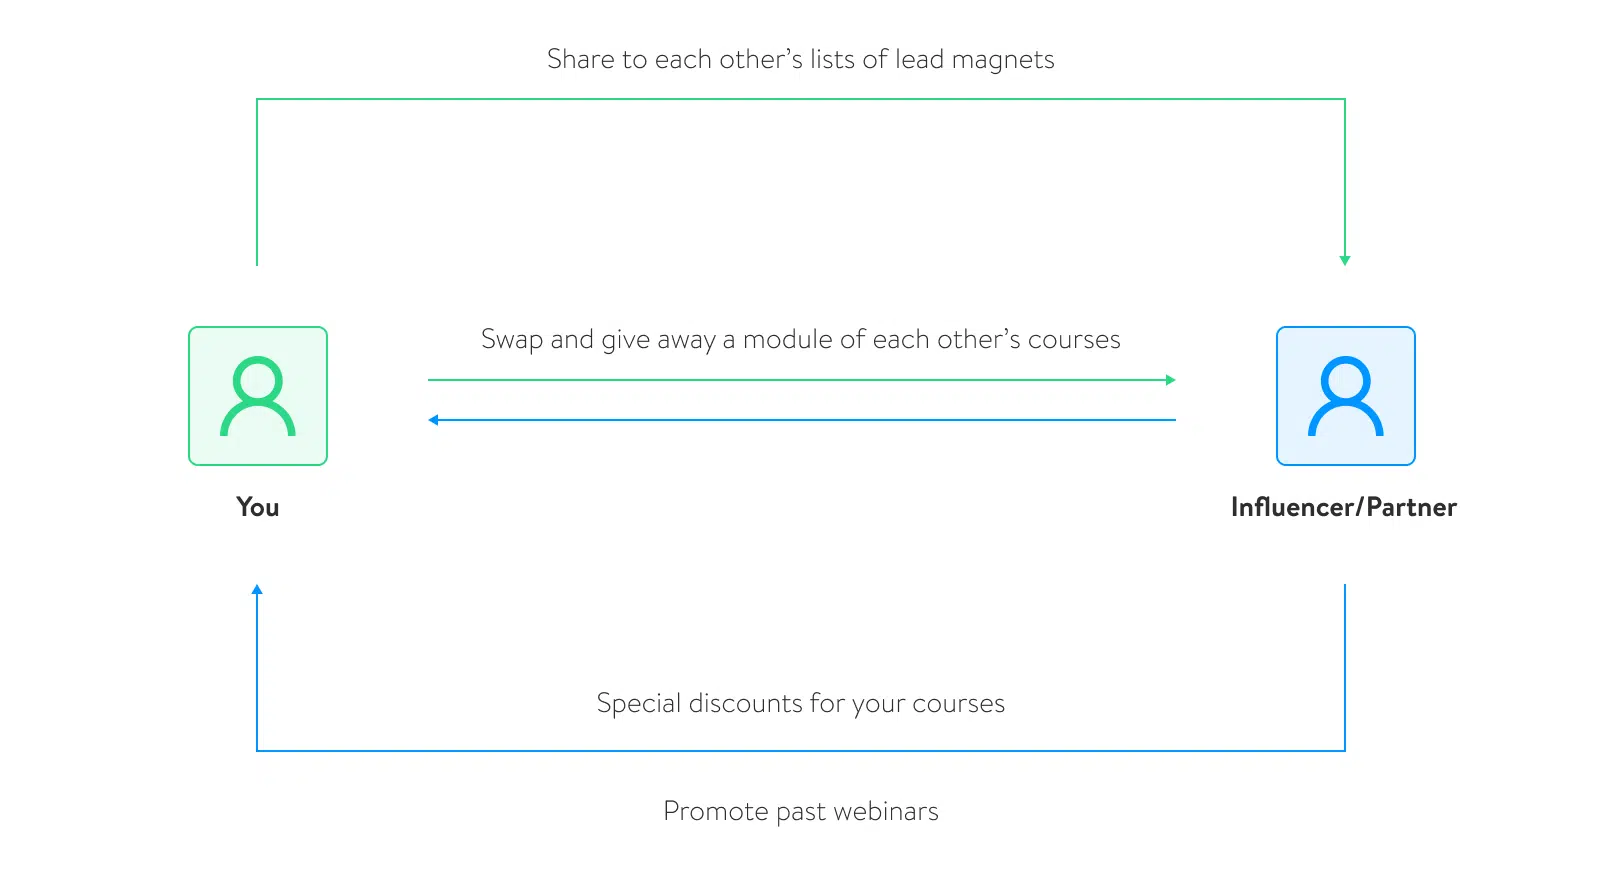 Share to each other’s lists of lead magnets
Swap and give away a module of each other’s courses
You
Influencer/Partner
Special discounts for your courses
Promote past webinars